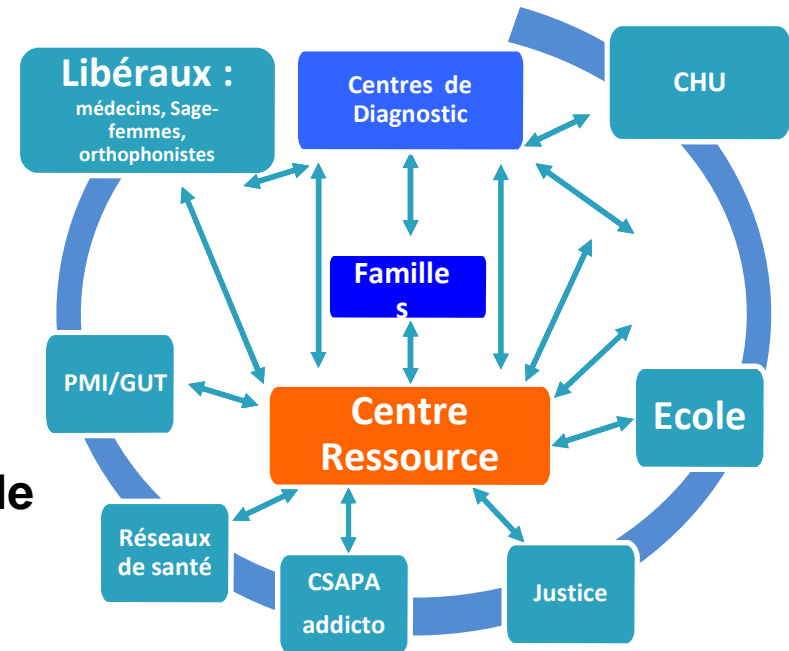 Libéraux :
médecins, Sage-
femmes,
orthophonistes
Centres de
Diagnostic
CHU
Famille
s
PMI/GUT
Centre
Ressource
Ecole
le
Réseaux
de santé
CSAPA
addicto
Justice